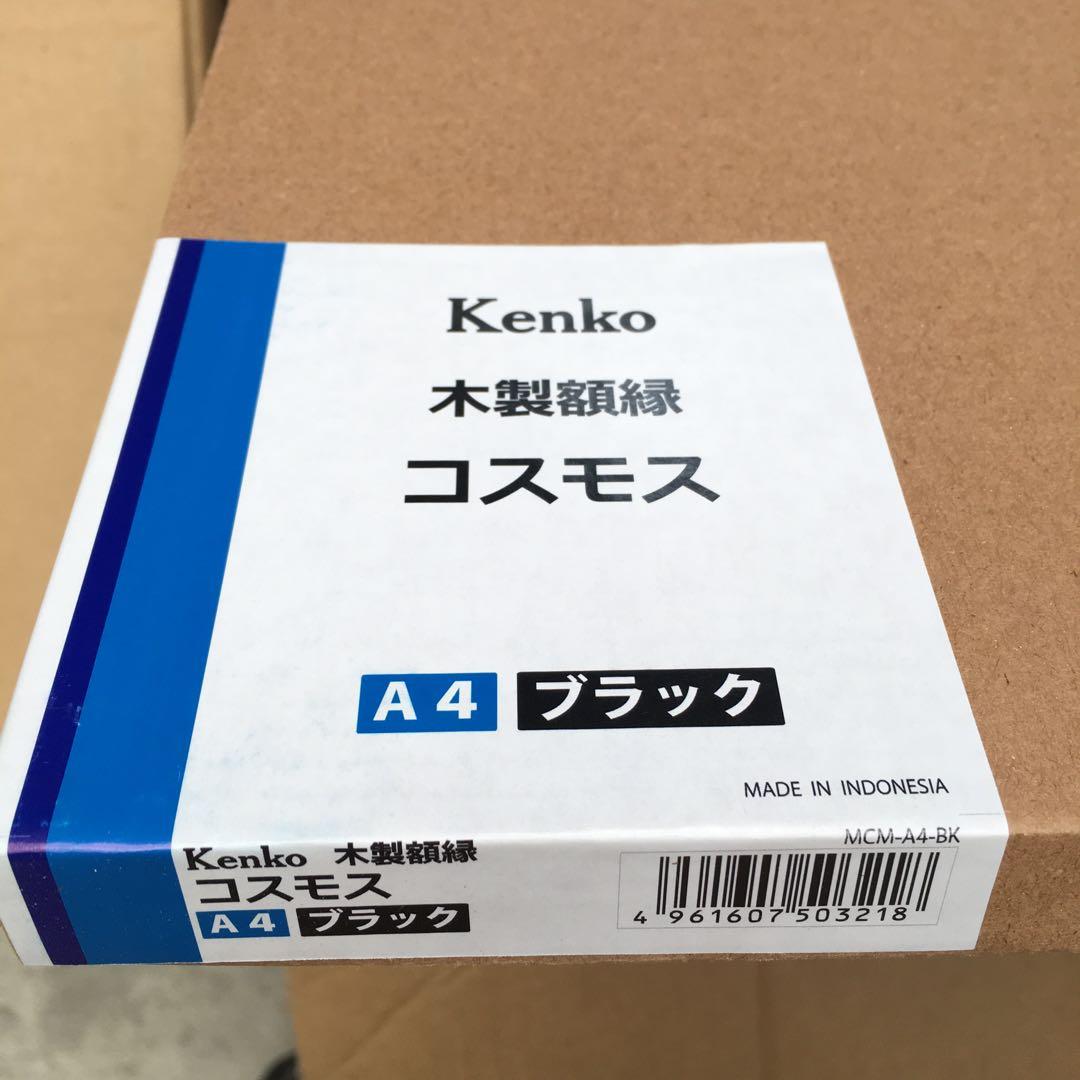 Kenko
木製額縁
コスモス
A4 ブラック
MADE IN INDONESIA
MCM-A4-BK
Kenko 木製額縁
コスモス
A4 ブラック
4 961607 503218